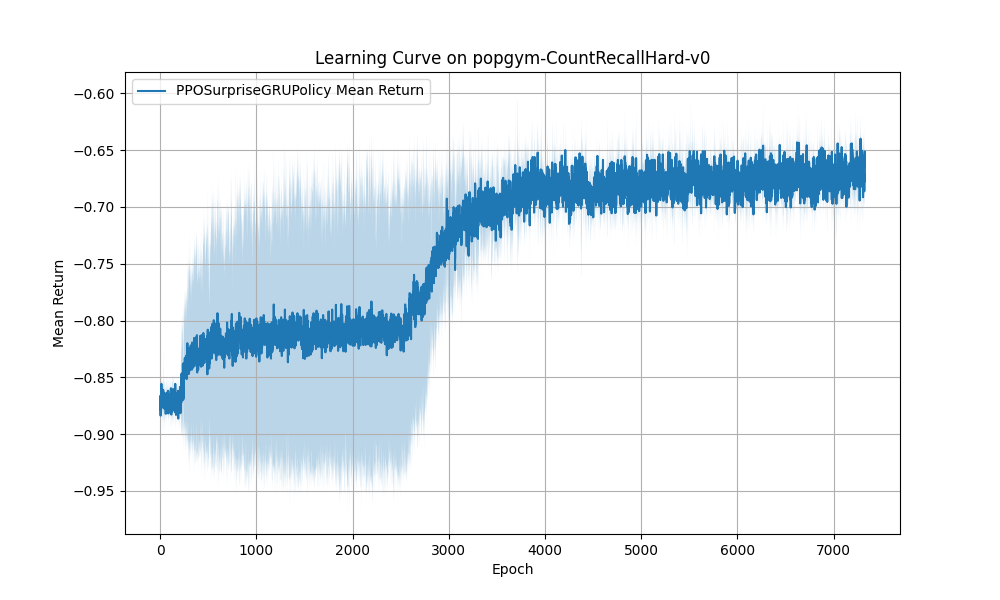 Learning Curve on popgym-CountRecallHard-v0
PPOSurpriseGRUPolicy Mean Return
Mean Return
−0.60
−0.65
−0.70
−0.75
−0.80
−0.85
−0.90
−0.95
0 1000 2000 3000 4000 5000 6000 7000
Epoch